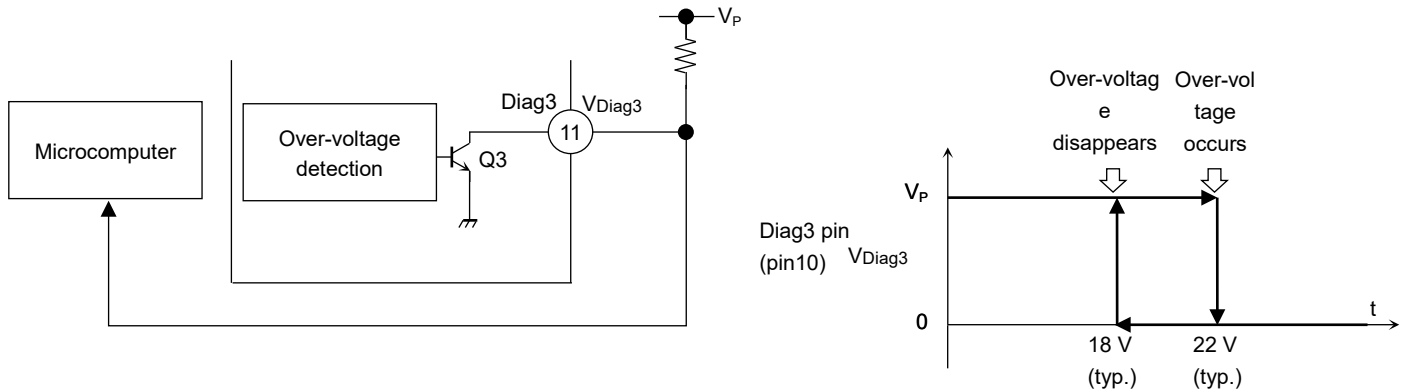 VP
Diag3
VDiag3
11
Microcomputer
Over-voltage
detection
Q3
Over-voltag
e
disappears
Over-vol
tage
occurs
VP
Diag3 pin
(pin10)
VDiag3
0
t
18 V
(typ.)
22 V
(typ.)